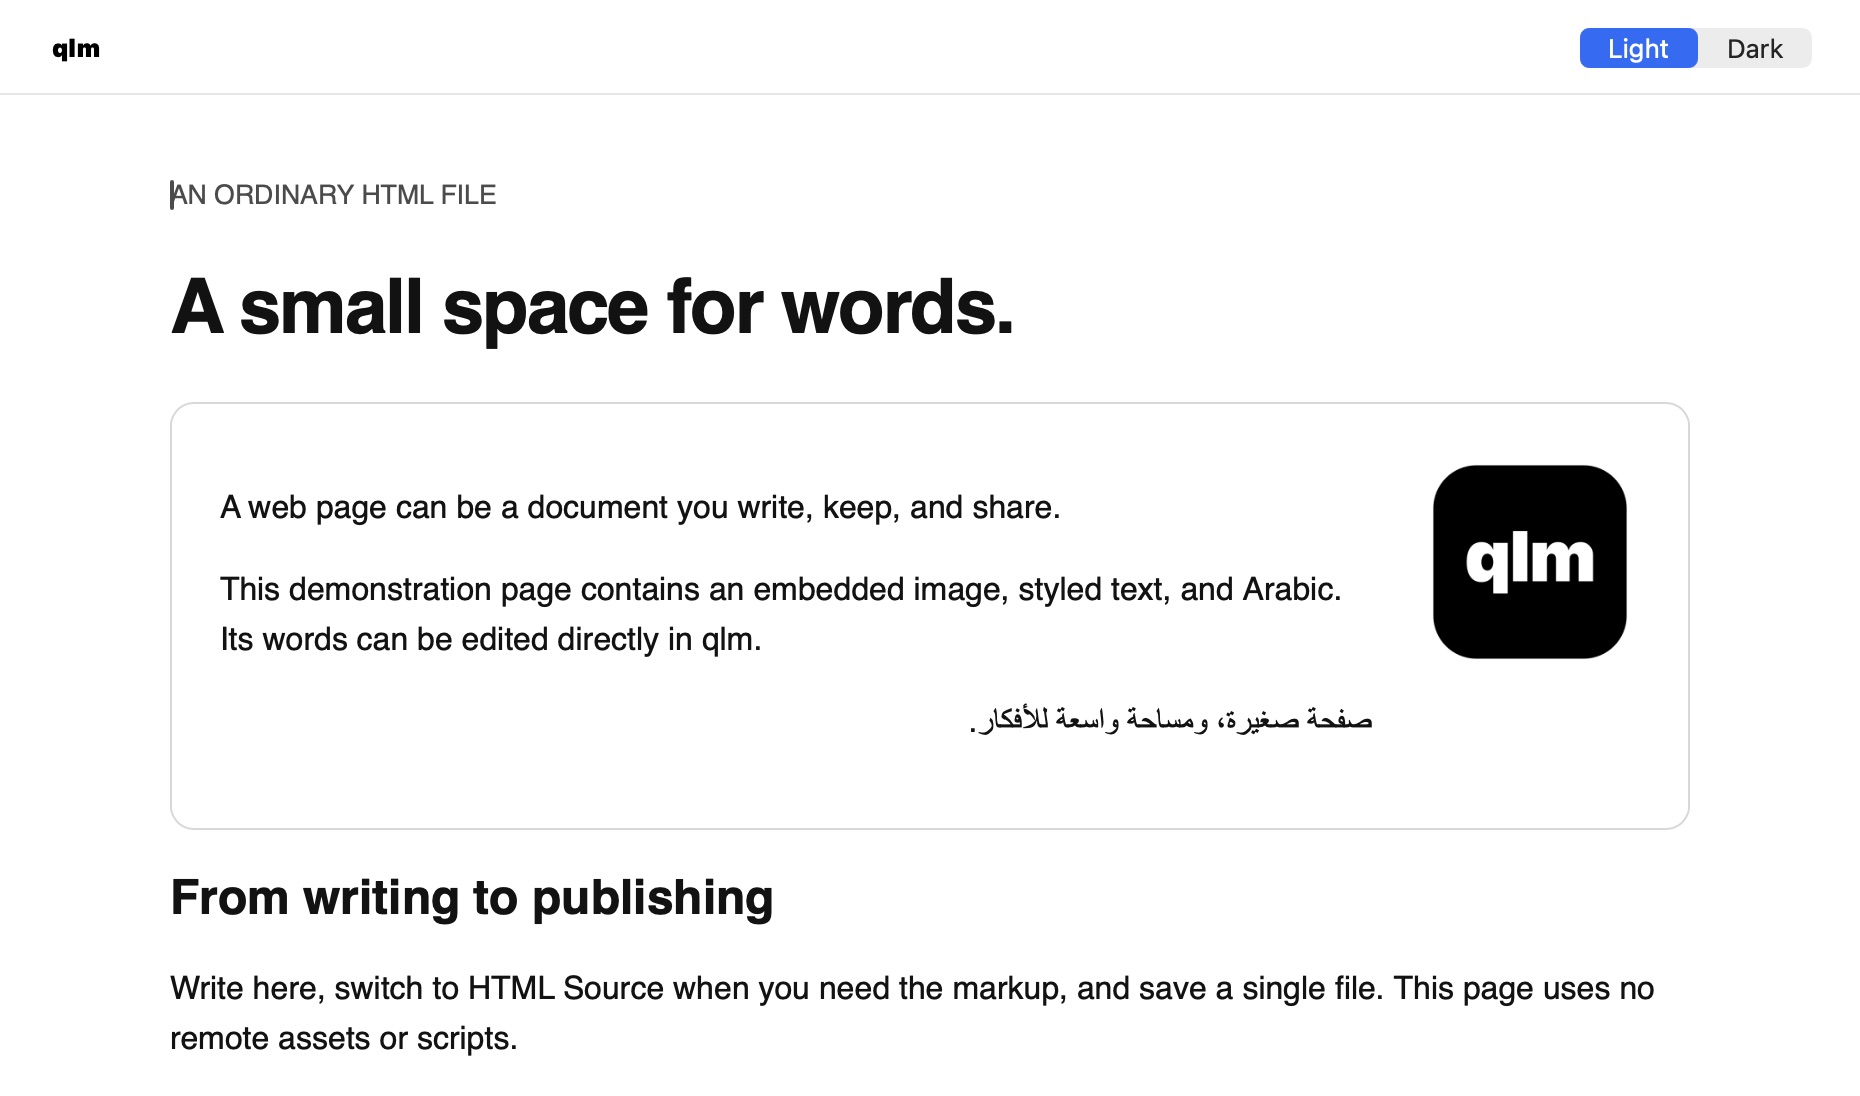 qlm
Light Dark
AN ORDINARY HTML FILE
A small space for words.
A web page can be a document you write, keep, and share.
qlm
This demonstration page contains an embedded image, styled text, and Arabic.
Its words can be edited directly in qlm.
صفحة صغيرة، ومساحة واسعة للأفكار.
From writing to publishing
Write here, switch to HTML Source when you need the markup, and save a single file. This page uses no
remote assets or scripts.